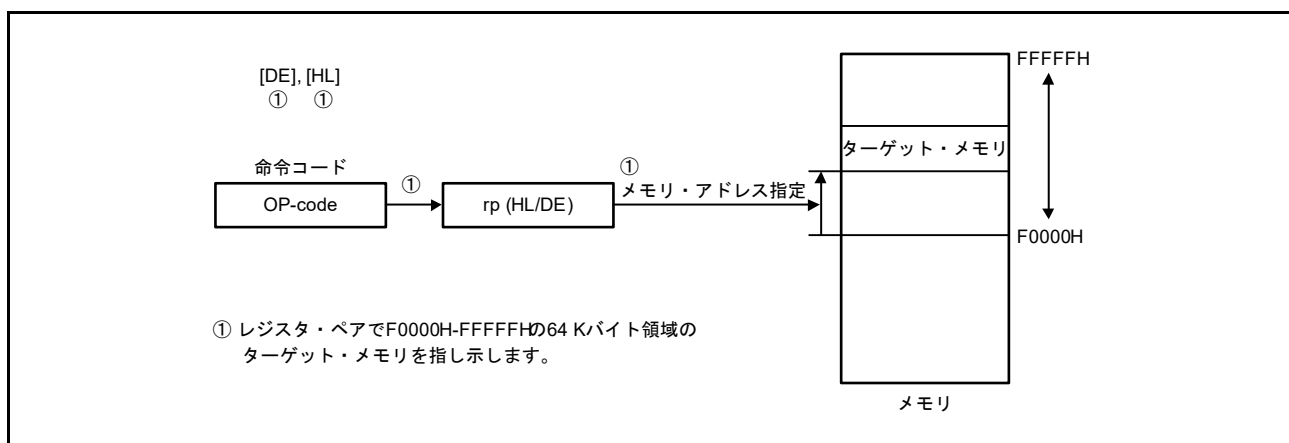 [DE], [HL]
① ①
命令コード
OP-code
①
rp (HL/DE)
①
メモリ・アドレス指定
FFFFFH
ターゲット・メモリ
F0000H
メモリ
① レジスタ・ペアでF0000H-FFFFFHの64 Kバイト領域の
ターゲット・メモリを指し示します。